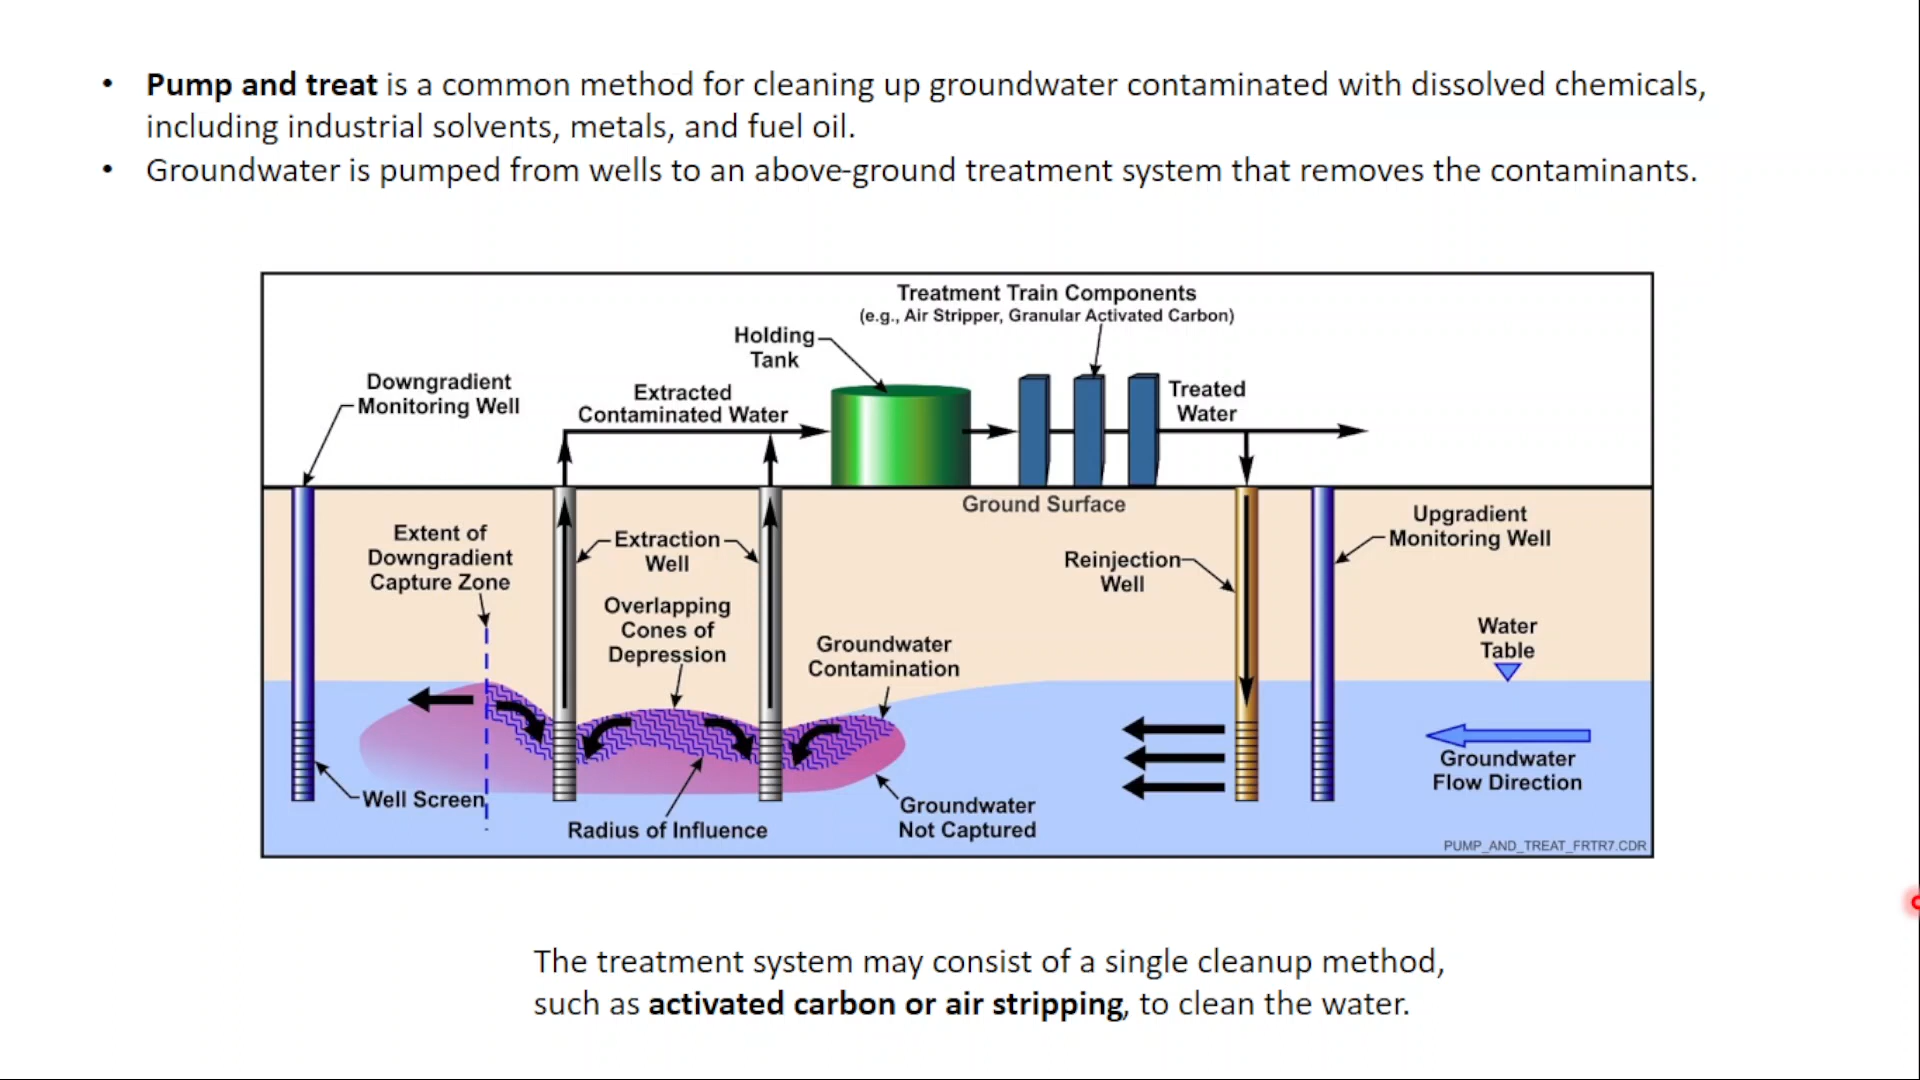 • Pump and treat is a common method for cleaning up groundwater contaminated with dissolved chemicals,
including industrial solvents, metals, and fuel oil.
• Groundwater is pumped from wells to an above-ground treatment system that removes the contaminants.
Treatment Train Components
(e.g., Air Stripper, Granular Activated Carbon)
Holding
Tank
Downgradient
Monitoring Well
Extracted
Contaminated Water
Treated
Water
Ground Surface
Extent of
Downgradient
Capture Zone
Extraction
Well
Upgradient
Monitoring Well
Reinjection
Well
Overlapping
Cones of
Depression
Groundwater
Contamination
Water
Table
Well Screen
Radius of Influence
Groundwater
Not Captured
Groundwater
Flow Direction
PUMP_AND_TREAT_FRTR7.CDR
The treatment system may consist of a single cleanup method,
such as activated carbon or air stripping, to clean the water.